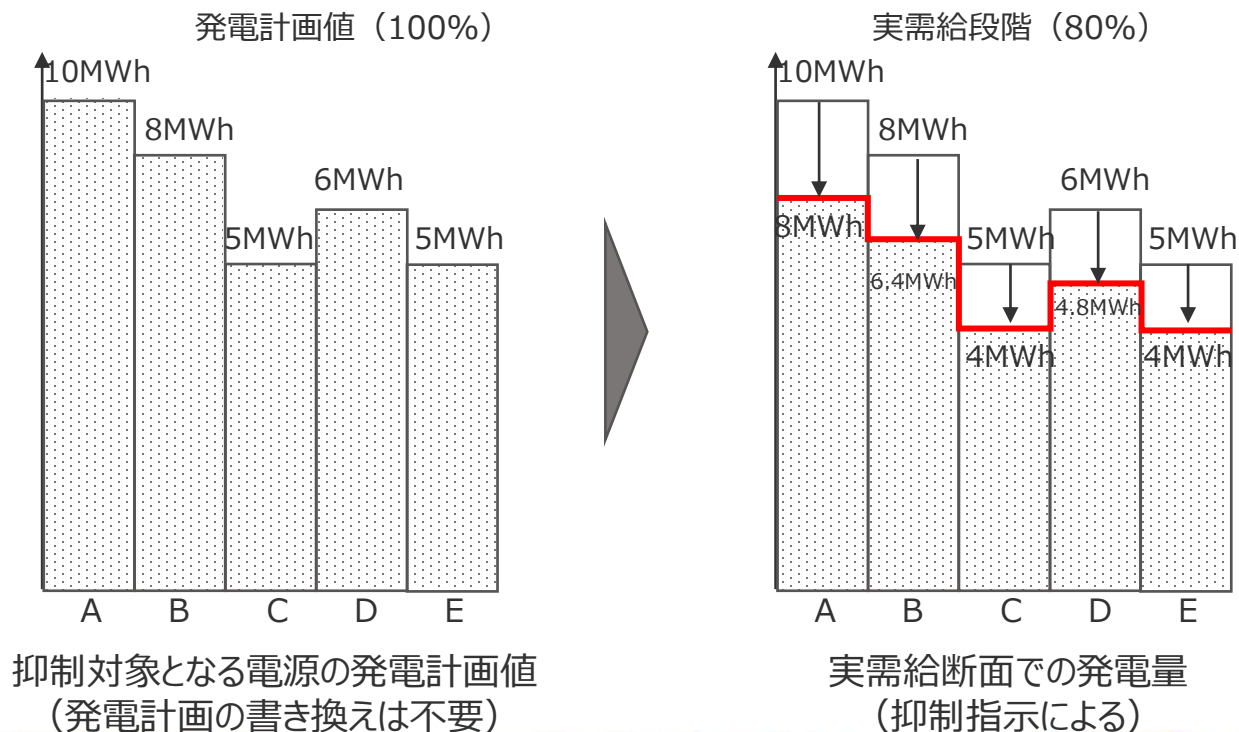 発電計画値（100%）
10MWh
8MWh
5MWh
6MWh
5MWh
A B C D E
抑制対象となる電源の発電計画値
（発電計画の書き換えは不要）
実需給段階（80%）
10MWh
8MWh
8MWh
6.4MWh
5MWh
4MWh
6MWh
4.8MWh
5MWh
4MWh
A B C D E
実需給断面での発電量
（抑制指示による）